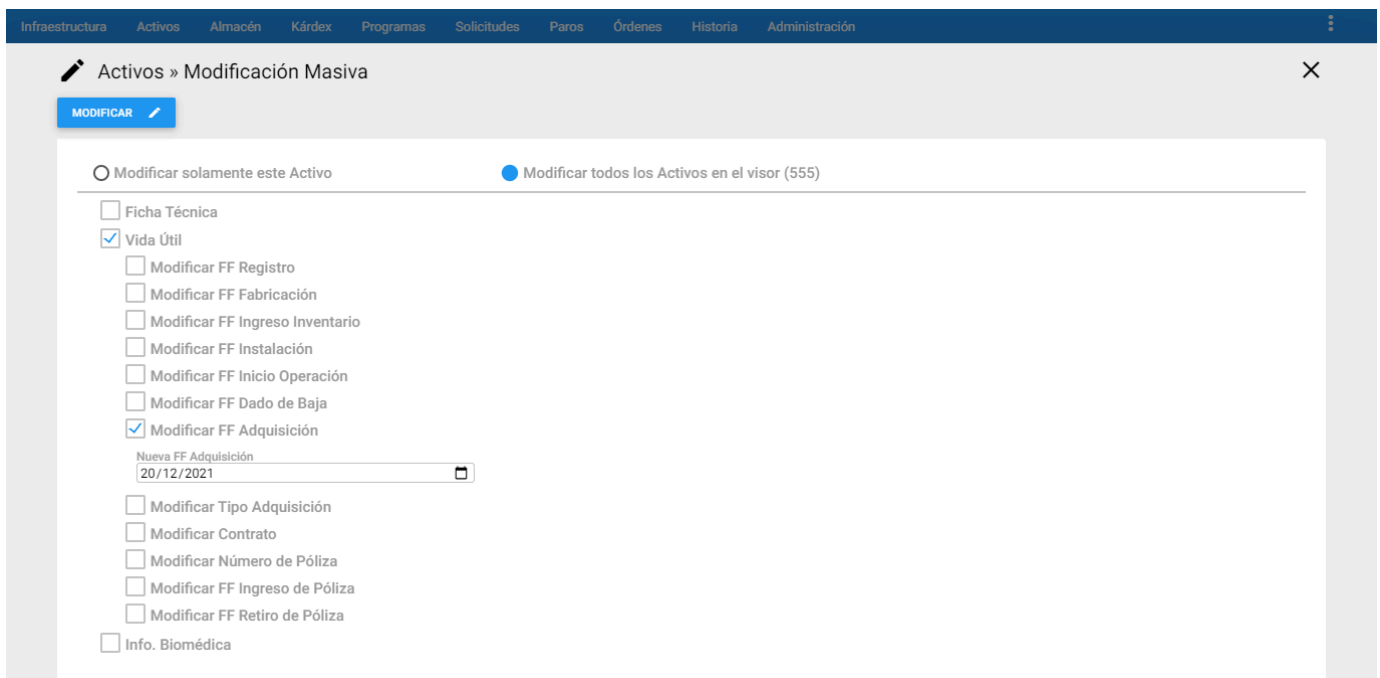 Infraestructura Activos Almacén Kárdex Programas Solicitudes Paros Órdenes Historia Administración
Activos » Modificación Masiva
MODIFICAR
Modificar solamente este Activo Modificar todos los Activos en el visor (555)
Ficha Técnica
Vida Útil
Modificar FF Registro
Modificar FF Fabricación
Modificar FF Ingreso Inventario
Modificar FF Instalación
Modificar FF Inicio Operación
Modificar FF Dado de Baja
Modificar FF Adquisición
Nueva FF Adquisición
20/12/2021
Modificar Tipo Adquisición
Modificar Contrato
Modificar Número de Póliza
Modificar FF Ingreso de Póliza
Modificar FF Retiro de Póliza
Info. Biomédica